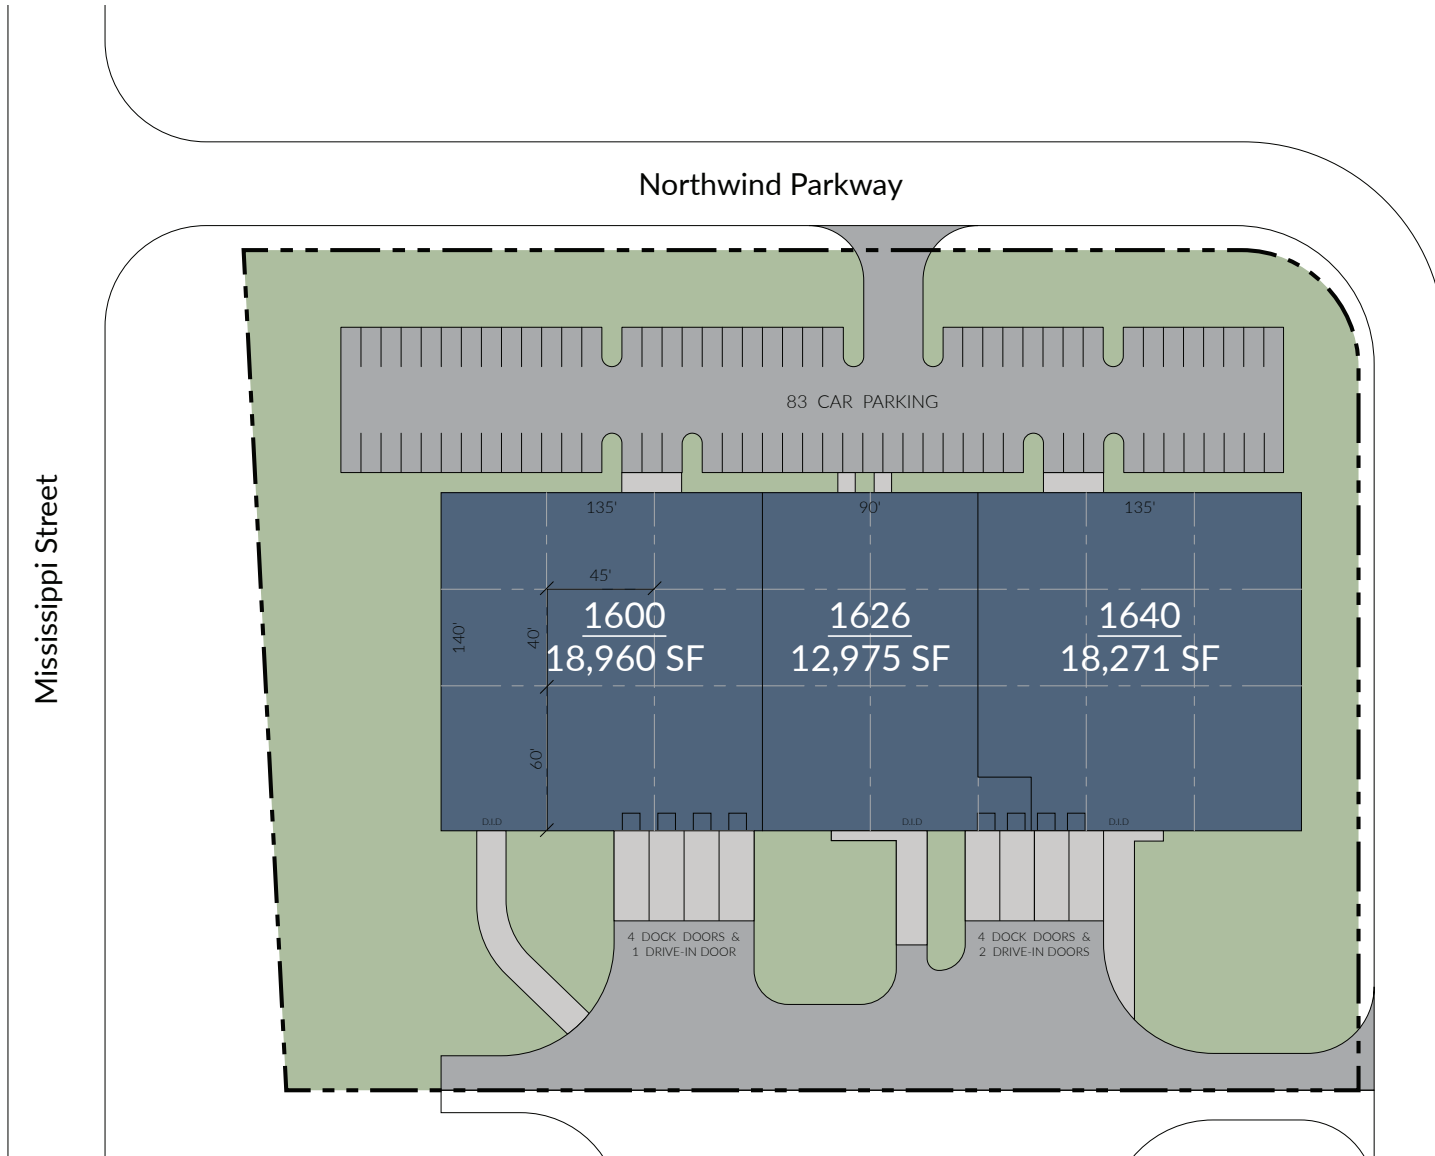 Northwind Parkway
83 CAR PARKING
135'
90'
135'
45'
Mississippi Street
140'
40'
1600
18,960 SF
1626
12,975 SF
1640
18,271 SF
60'
D.I.D
D.I.D
D.I.D
4 DOCK DOORS &
1 DRIVE-IN DOOR
4 DOCK DOORS &
2 DRIVE-IN DOORS